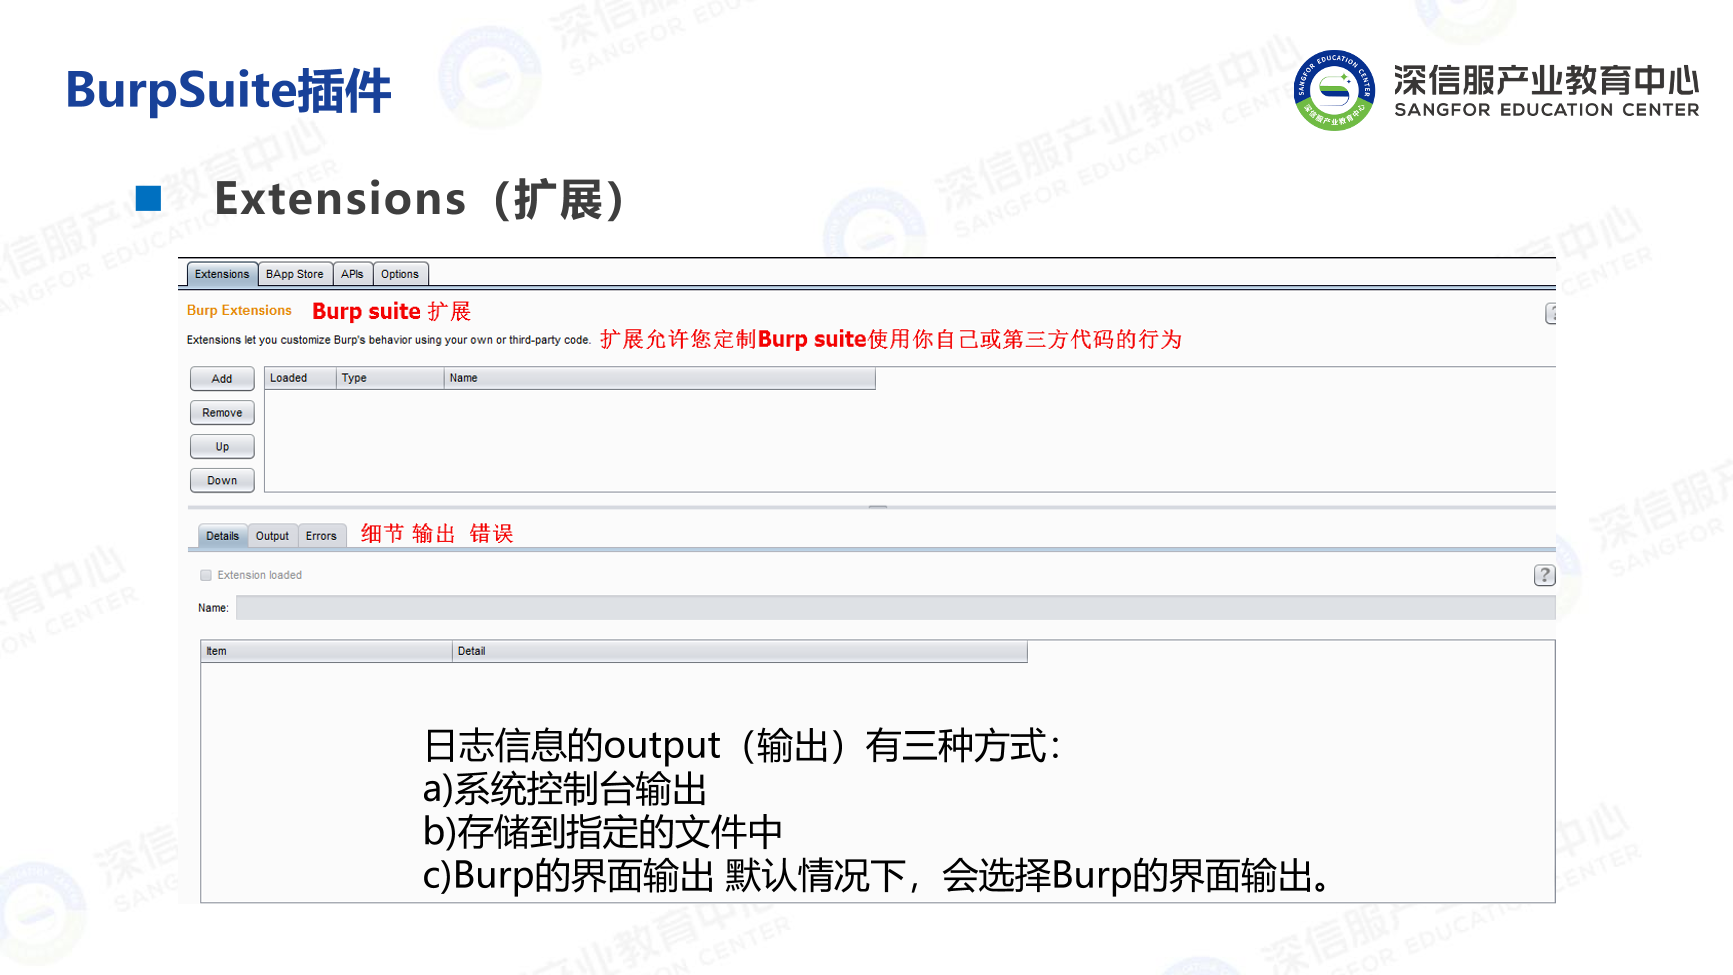 BurpSuite插件
深信服产业教育中心
SANGFOR EDUCATION CENTER
Extensions（扩展）
Extensions BApp Store APIs Options
Burp Extensions Burp suite 扩展
?
Extensions let you customize Burp's behavior using your own or third-party code. 扩展允许您定制Burp suite使用你自己或第三方代码的行为
Add Loaded Type Name
Remove
Up
Down
Details Output Errors 细节 输出 错误
Extension loaded
?
Name:
Item Detail
日志信息的output（输出）有三种方式：
a)系统控制台输出
b)存储到指定的文件中
c)Burp的界面输出 默认情况下，会选择Burp的界面输出。